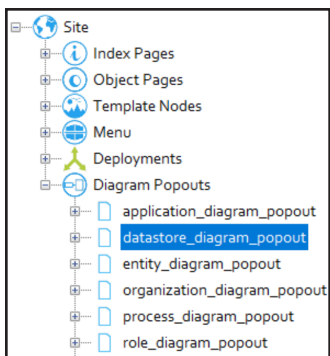 Site
Index Pages
Object Pages
Template Nodes
Menu
Deployments
Diagram Popouts
application_diagram_popout
datastore_diagram_popout
entity_diagram_popout
organization_diagram_popout
process_diagram_popout
role_diagram_popout